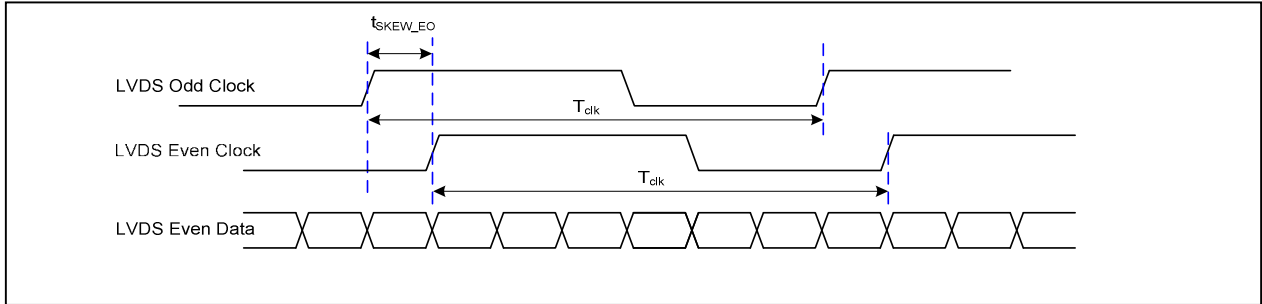 tSKEW_EO
LVDS Odd Clock
Tclk
LVDS Even Clock
Tclk
LVDS Even Data